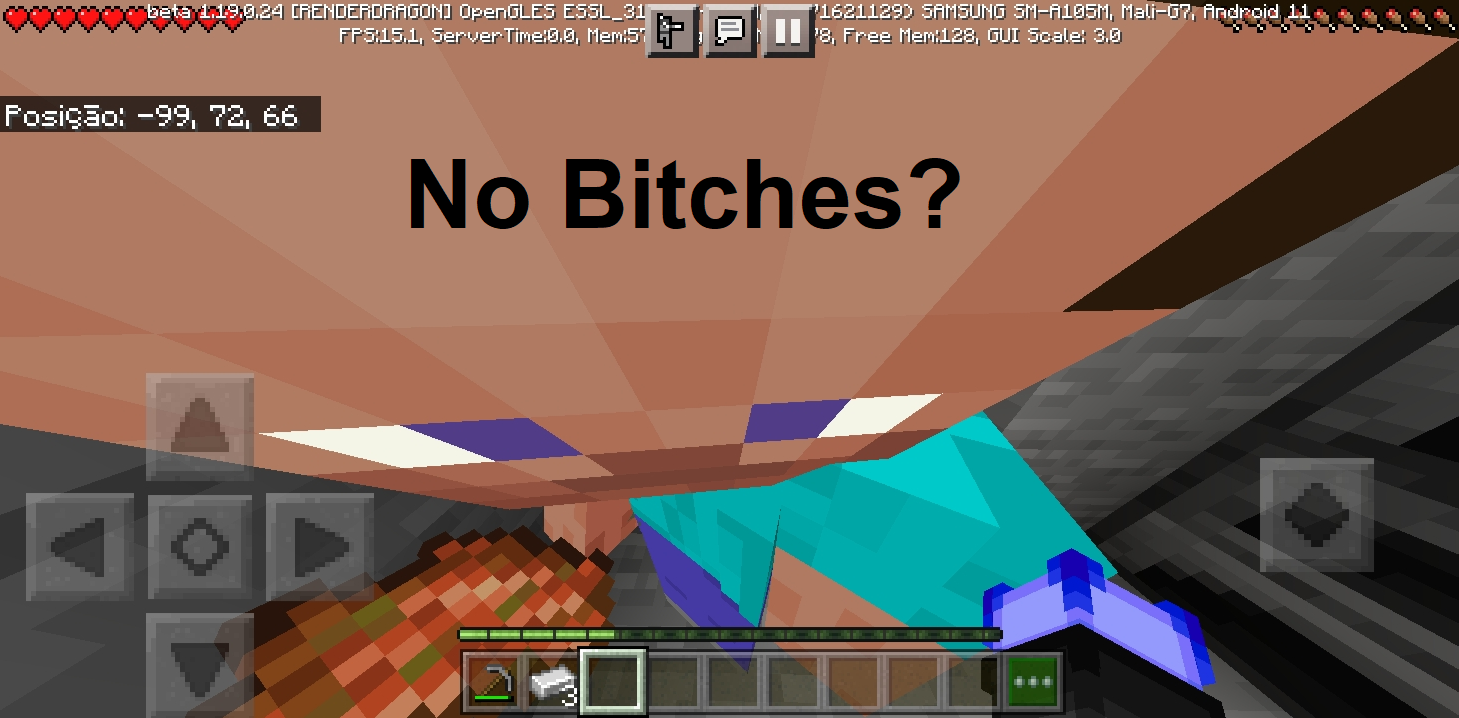 beta 1.19.0.24 [RENDERDRAGON] OpenGLES ESSL_31 71621129) SAMSUNG SM-A105M, Mali-G7, Android 11
FPS:15.1, ServerTime:0.0, Free Mem:128, GUI Scale: 3.0
Posição: -99, 72, 66
No Bitches?
3